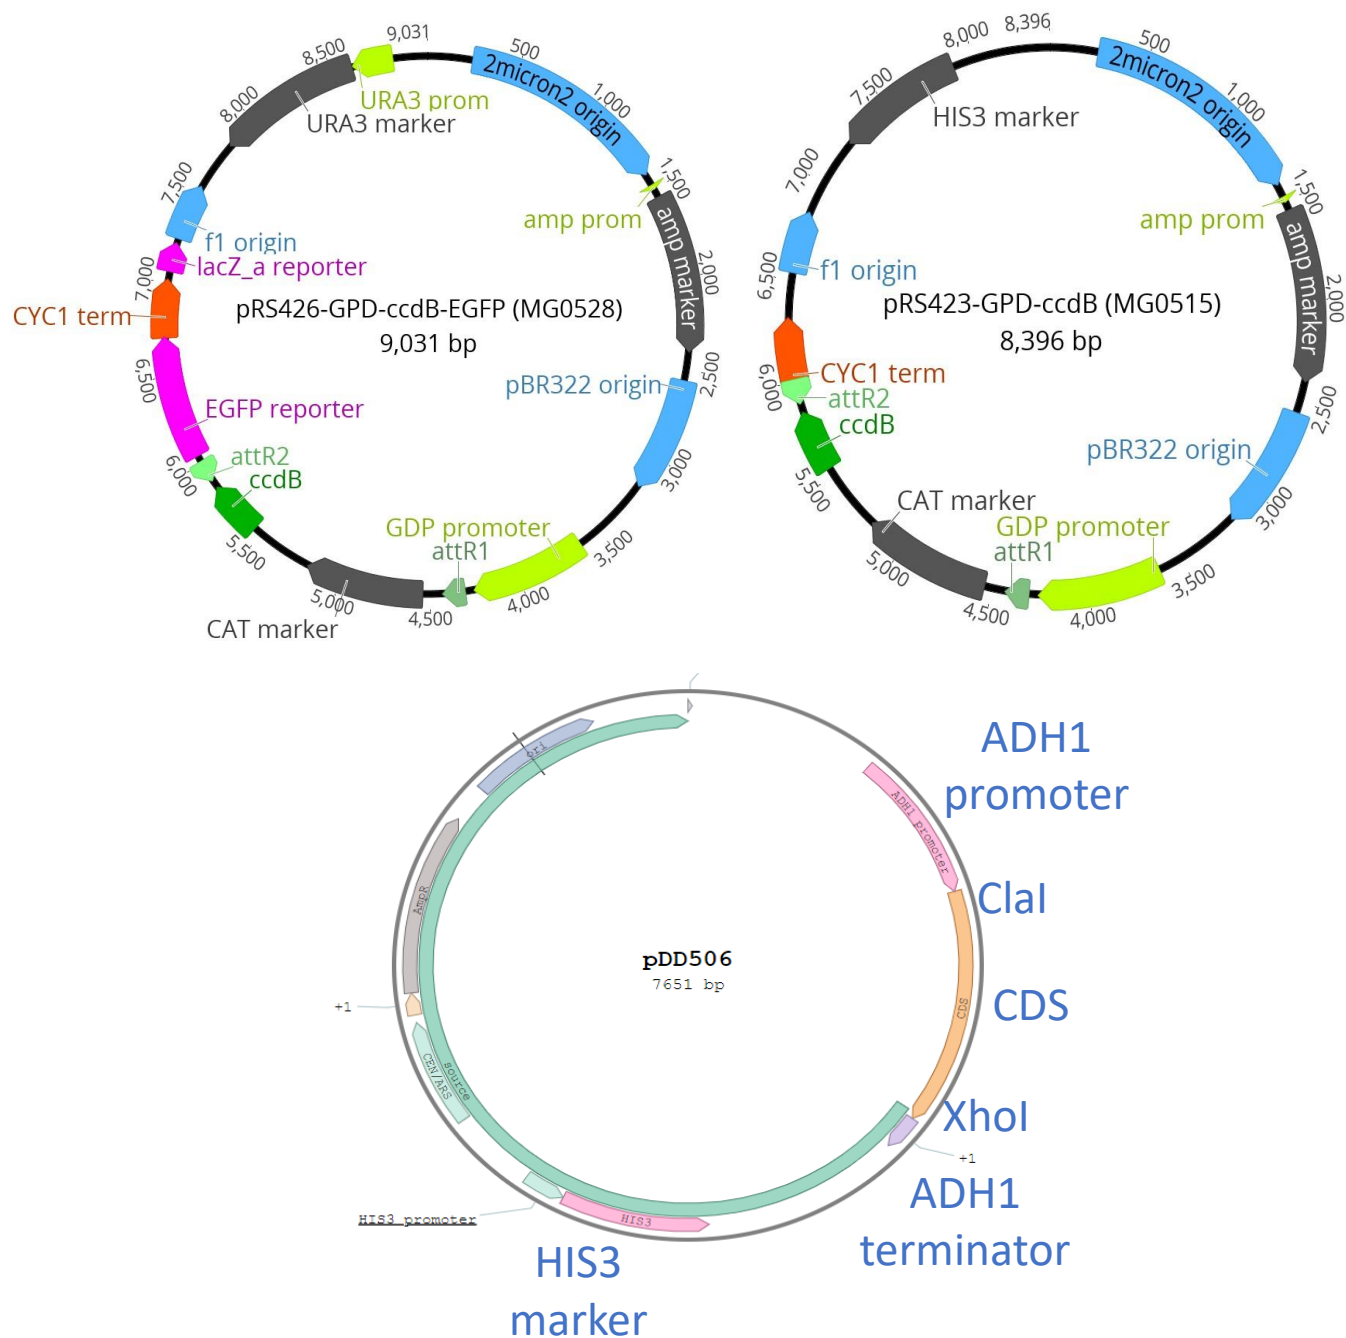 9,031
500
1,000
1,500
2,000
2,500
3,000
3,500
4,000
4,500
5,000
5,500
6,000
6,500
7,000
7,500
8,000
8,500
2micron2 origin
URA3 prom
URA3 marker
amp prom
amp marker
f1 origin
lacZ_a reporter
CYC1 term
pRS426-GPD-ccdB-EGFP (MG0528)
9,031 bp
pBR322 origin
EGFP reporter
attR2
ccdB
GDP promoter
attR1
CAT marker
8,000
8,396
500
1,000
1,500
2,000
2,500
3,000
3,500
4,000
4,500
5,000
5,500
6,000
6,500
7,000
7,500
2micron2 origin
HIS3 marker
amp prom
amp marker
f1 origin
pRS423-GPD-ccdB (MG0515)
8,396 bp
CYC1 term
attR2
ccdB
pBR322 origin
CAT marker
GDP promoter
attR1
ori
ADH1 promoter
ADH1
promoter
AmpR
ClaI
pDD506
7651 bp
CDS
CDS
+1
CEN/ARS
source
XhoI
+1
ADH1
terminator
HIS3 promoter
HIS3
HIS3
marker